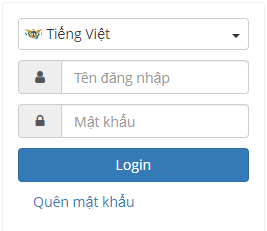 Tiếng Việt
Tên đăng nhập
Mật khẩu
Login
Quên mật khẩu